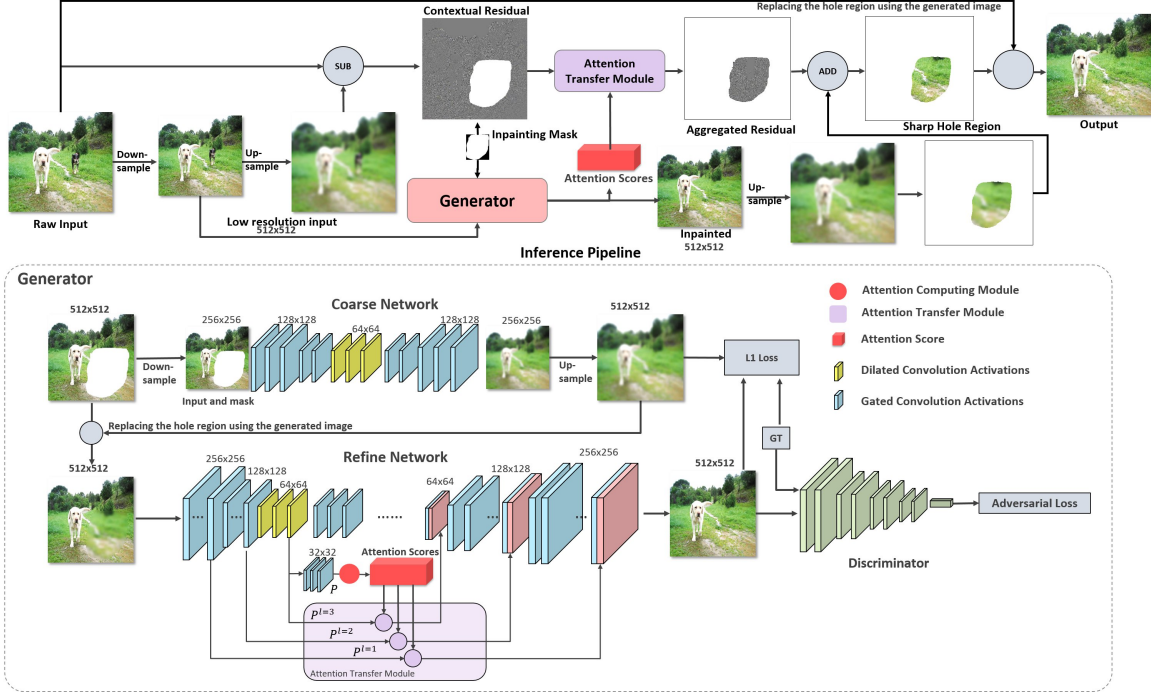 Replacing the hole region using the generated image
Contextual Residual
SUB
Attention
Transfer Module
ADD
Inpainting Mask
Aggregated Residual
Sharp Hole Region
Output
Down-
sample
Up-
sample
Attention Scores
Generator
Up-
sample
Raw Input
Low resolution input
512x512
Inpainted
512x512
Inference Pipeline
Generator
Coarse Network
512x512
256x256
128x128
64x64
128x128
256x256
512x512
Down-
sample
Input and mask
Up-
sample
L1 Loss
Attention Computing Module
Attention Transfer Module
Attention Score
Dilated Convolution Activations
Gated Convolution Activations
Replacing the hole region using the generated image
GT
Refine Network
512x512
256x256
128x128
64x64
...
...
......
64x64
128x128
256x256
...
...
512x512
Adversarial Loss
Discriminator
32x32
P
Attention Scores
P^{l=3}
P^{l=2}
P^{l=1}
Attention Transfer Module